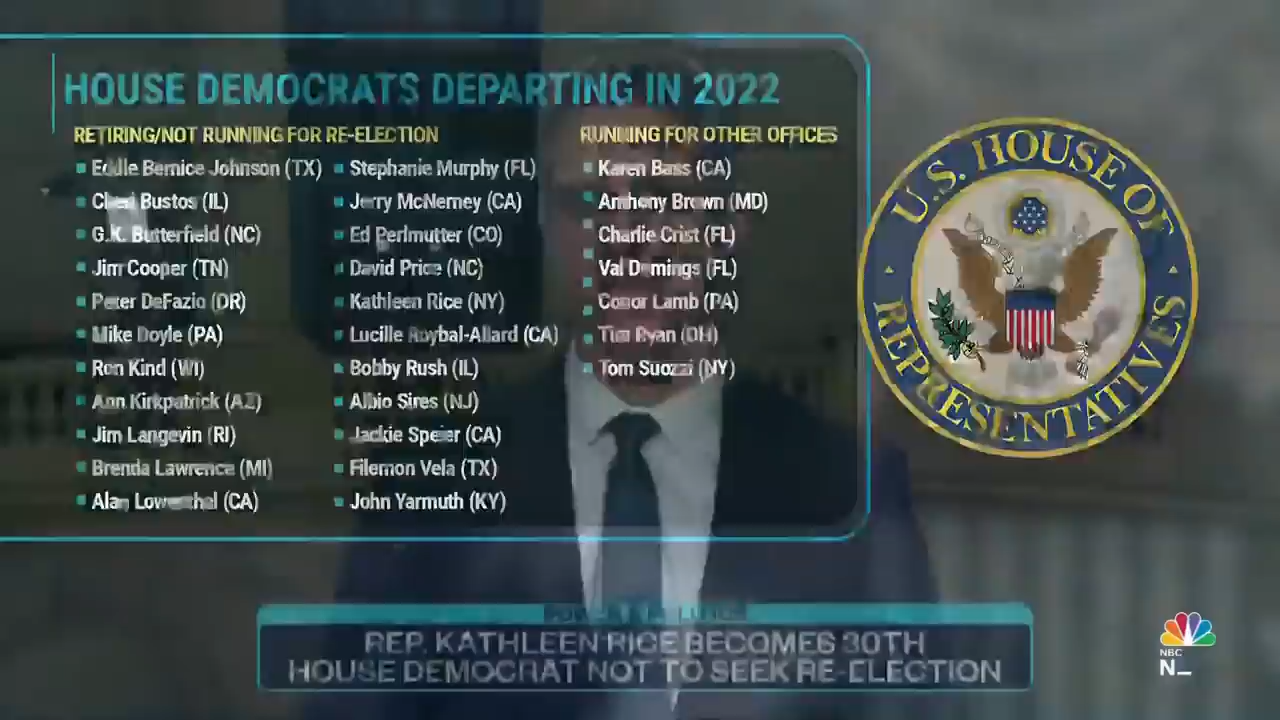 HOUSE DEMOCRATS DEPARTING IN 2022
RETIRING/NOT RUNNING FOR RE-ELECTION
Eddie Bernice Johnson (TX)
Cheri Bustos (IL)
G.K. Butterfield (NC)
Jim Cooper (TN)
Peter DeFazio (OR)
Mike Doyle (PA)
Ron Kind (WI)
Ann Kirkpatrick (AZ)
Jim Langevin (RI)
Brenda Lawrence (MI)
Alan Lowenthal (CA)
Stephanie Murphy (FL)
Jerry McNerney (CA)
Ed Perlmutter (CO)
David Price (NC)
Kathleen Rice (NY)
Lucille Roybal-Allard (CA)
Bobby Rush (IL)
Albio Sires (NJ)
Jackie Speier (CA)
Filemon Vela (TX)
John Yarmuth (KY)
RUNNING FOR OTHER OFFICES
Karen Bass (CA)
Anthony Brown (MD)
Charlie Crist (FL)
Val Demings (FL)
Conor Lamb (PA)
Tim Ryan (OH)
Tom Suozzi (NY)
U.S. HOUSE OF
REPRESENTATIVES
REP. KATHLEEN RICE BECOMES 30TH
HOUSE DEMOCRAT NOT TO SEEK RE-ELECTION
NBC
N_